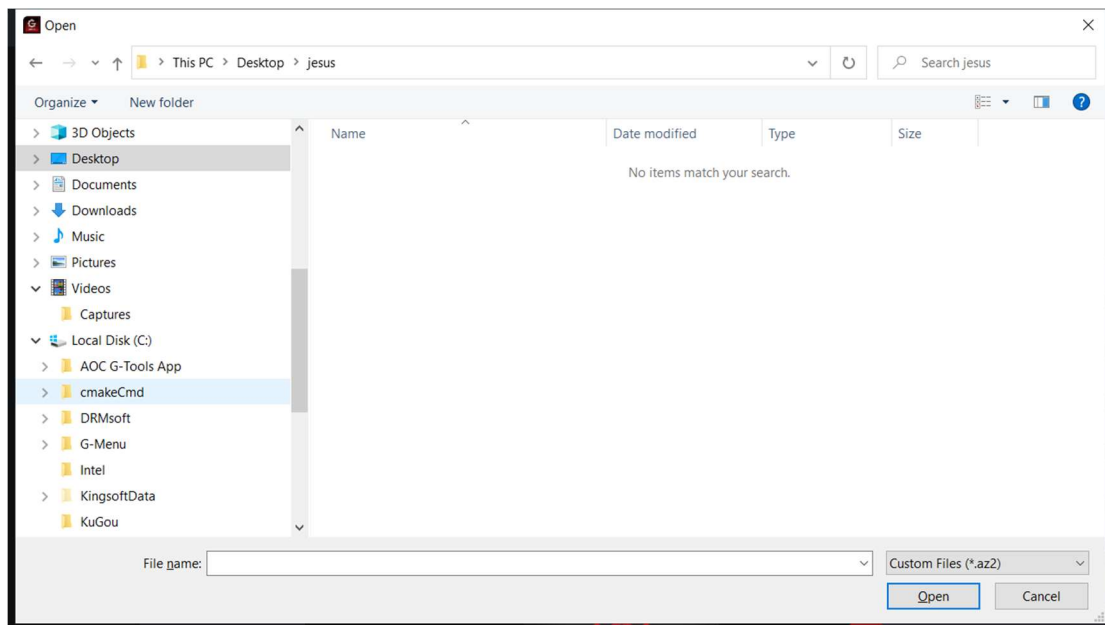 Open
This PC > Desktop > jesus
Search jesus
Organize
New folder
Name
Date modified
Type
Size
No items match your search.
3D Objects
Desktop
Documents
Downloads
Music
Pictures
Videos
Captures
Local Disk (C:)
AOC G-Tools App
cmakeCmd
DRMsoft
G-Menu
Intel
KingsoftData
KuGou
File name:
Custom Files (*.az2)
Open
Cancel